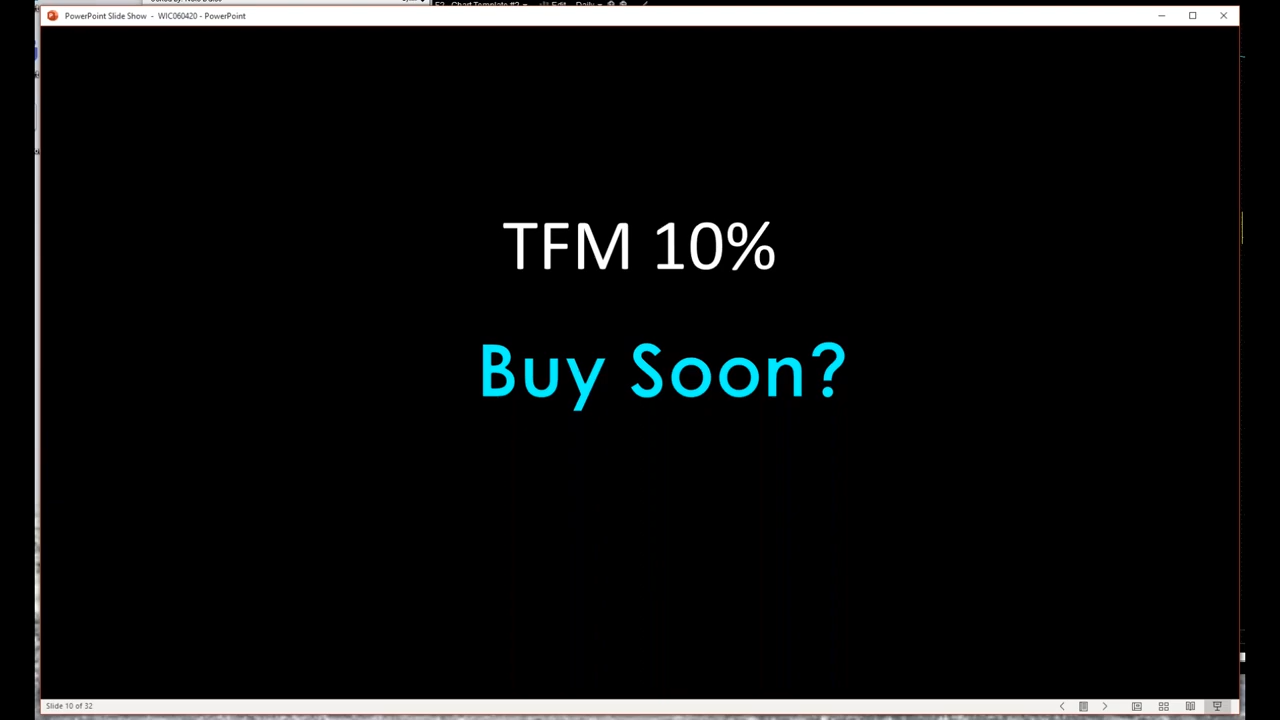 PowerPoint Slide Show - WIC060420 - PowerPoint
TFM 10%
Buy Soon?
Slide 10 of 32